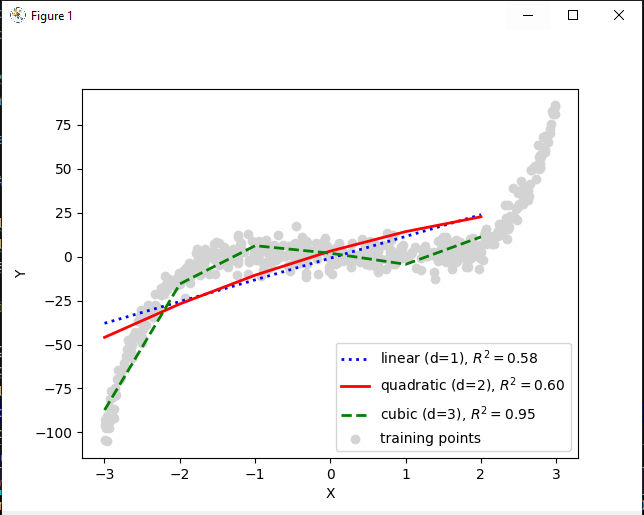 Figure 1
75
50
25
0
−25
−50
−75
−100
Y
linear (d=1), R² = 0.58
quadratic (d=2), R² = 0.60
cubic (d=3), R² = 0.95
training points
−3 −2 −1 0 1 2 3
X